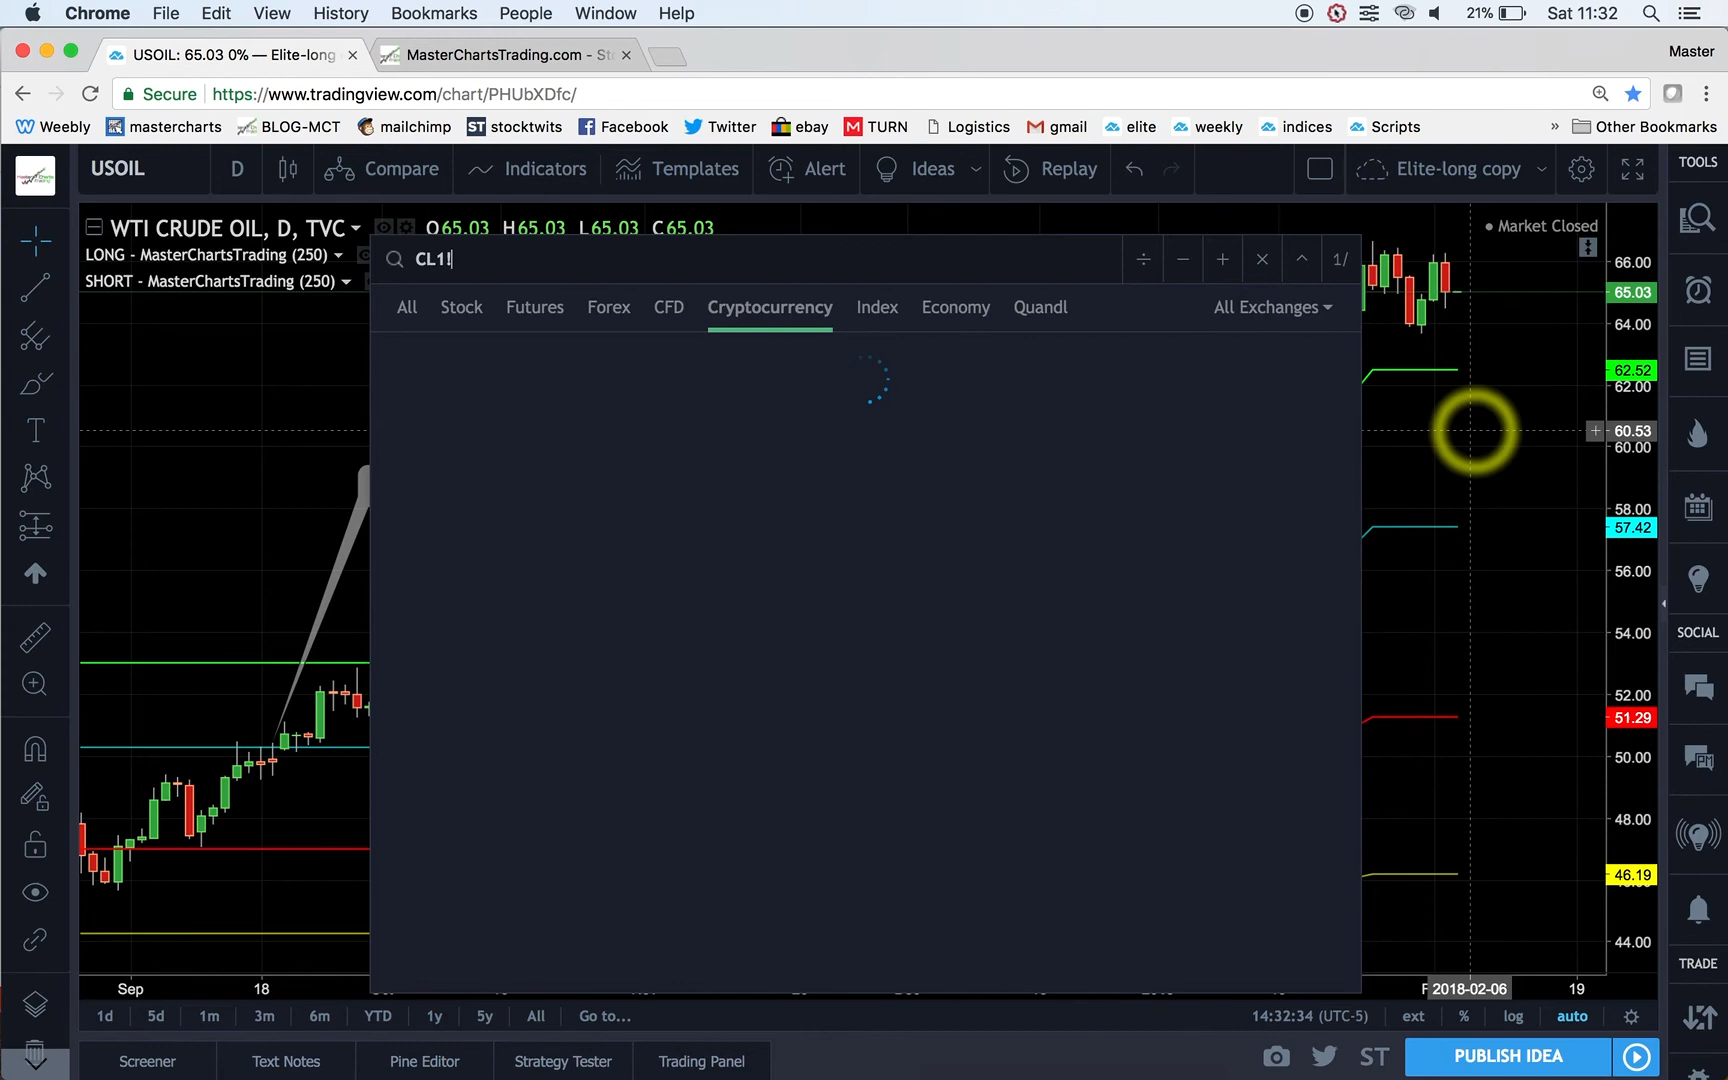 Chrome File Edit View History Bookmarks People Window Help 21% Sat 11:32
USOIL: 65.03 0% — Elite-long × MasterChartsTrading.com - St × Master
Secure | https://www.tradingview.com/chart/PHUbXDfc/
Weebly mastercharts BLOG-MCT mailchimp ST stocktwits Facebook Twitter ebay M TURN Logistics gmail elite weekly indices Scripts » Other Bookmarks
USOIL D Compare Indicators Templates Alert Ideas Replay Elite-long copy TOOLS
WTI CRUDE OIL, D, TVC O65.03 H65.03 L65.03 C65.03 Market Closed
LONG - MasterChartsTrading (250)
SHORT - MasterChartsTrading (250)
CL1! ÷ − + × ^ 1/
All Stock Futures Forex CFD Cryptocurrency Index Economy Quandl All Exchanges
66.00
65.03
64.00
62.52
62.00
60.53
60.00
58.00
57.42
56.00
54.00
SOCIAL
52.00
51.29
50.00
48.00
46.19
44.00
TRADE
Sep 18 2018-02-06 19
1d 5d 1m 3m 6m YTD 1y 5y All Go to... 14:32:34 (UTC-5) ext % log auto
Screener Text Notes Pine Editor Strategy Tester Trading Panel ST PUBLISH IDEA